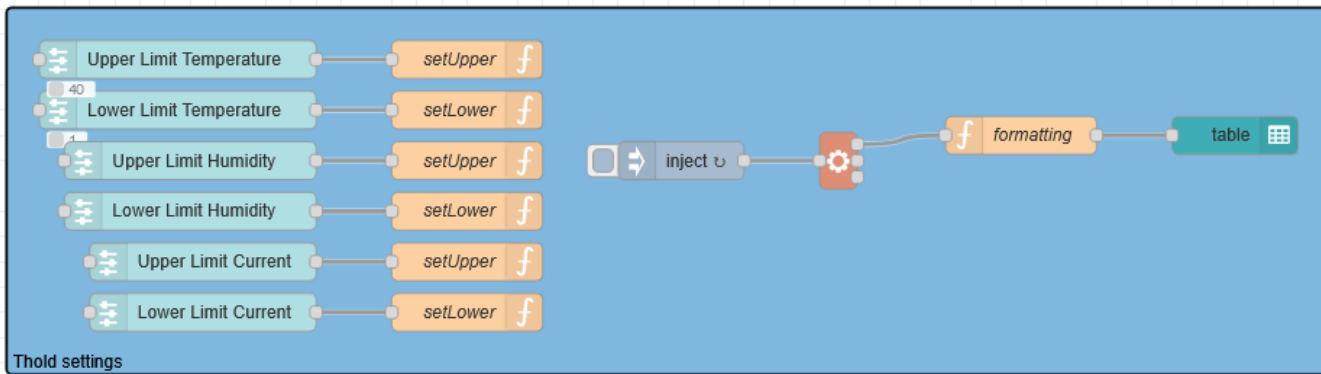 Upper Limit Temperature setUpper
40
Lower Limit Temperature setLower
1
Upper Limit Humidity setUpper
Lower Limit Humidity setLower
Upper Limit Current setUpper
Lower Limit Current setLower
inject ↻
formatting
table
Thold settings